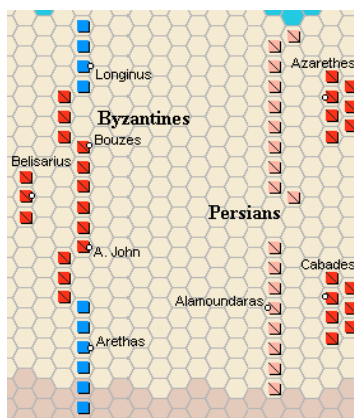 Azarethes
Longinus
Byzantines
Bouzes
Belisarius
Persians
A. John
Cabades
Alamoundaras
Arethas